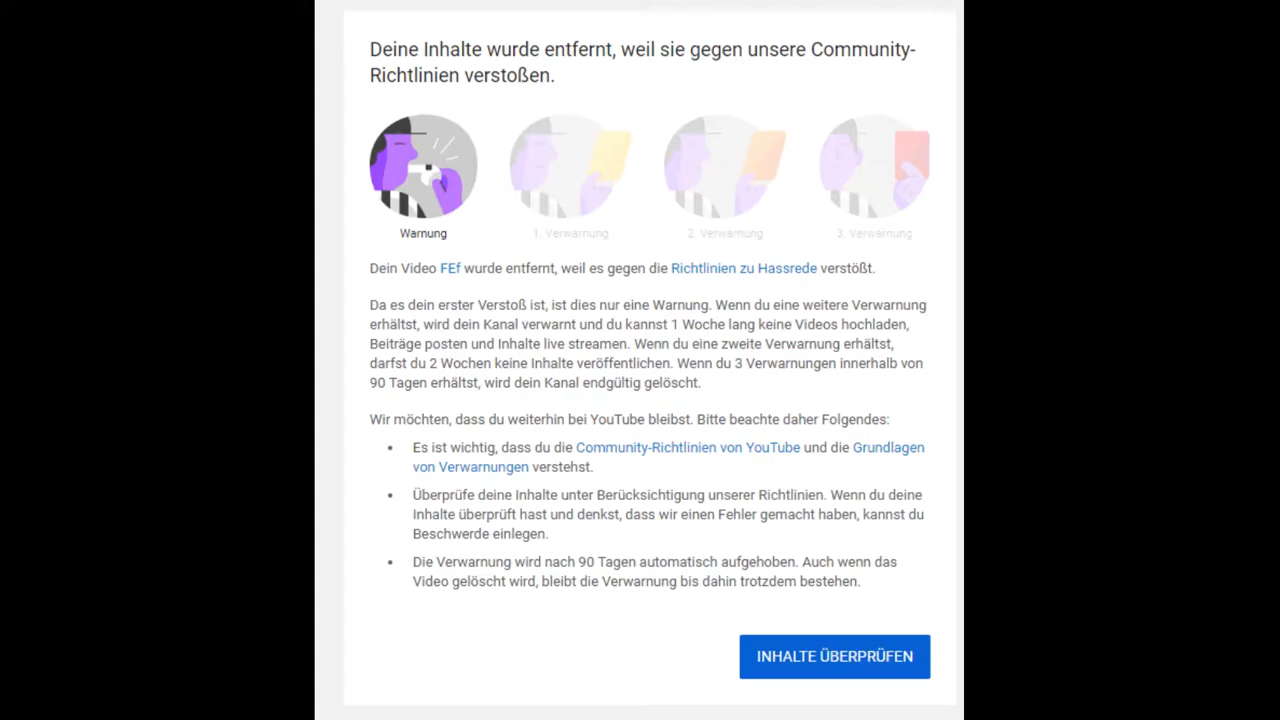 Deine Inhalte wurde entfernt, weil sie gegen unsere Community-
Richtlinien verstoßen.
Warnung
1. Verwarnung
2. Verwarnung
3. Verwarnung
Dein Video FEf wurde entfernt, weil es gegen die Richtlinien zu Hassrede verstößt.
Da es dein erster Verstoß ist, ist dies nur eine Warnung. Wenn du eine weitere Verwarnung
erhältst, wird dein Kanal verwarnt und du kannst 1 Woche lang keine Videos hochladen,
Beiträge posten und Inhalte live streamen. Wenn du eine zweite Verwarnung erhältst,
darfst du 2 Wochen keine Inhalte veröffentlichen. Wenn du 3 Verwarnungen innerhalb von
90 Tagen erhältst, wird dein Kanal endgültig gelöscht.
Wir möchten, dass du weiterhin bei YouTube bleibst. Bitte beachte daher Folgendes:
• Es ist wichtig, dass du die Community-Richtlinien von YouTube und die Grundlagen
von Verwarnungen verstehst.
• Überprüfe deine Inhalte unter Berücksichtigung unserer Richtlinien. Wenn du deine
Inhalte überprüft hast und denkst, dass wir einen Fehler gemacht haben, kannst du
Beschwerde einlegen.
• Die Verwarnung wird nach 90 Tagen automatisch aufgehoben. Auch wenn das
Video gelöscht wird, bleibt die Verwarnung bis dahin trotzdem bestehen.
INHALTE ÜBERPRÜFEN